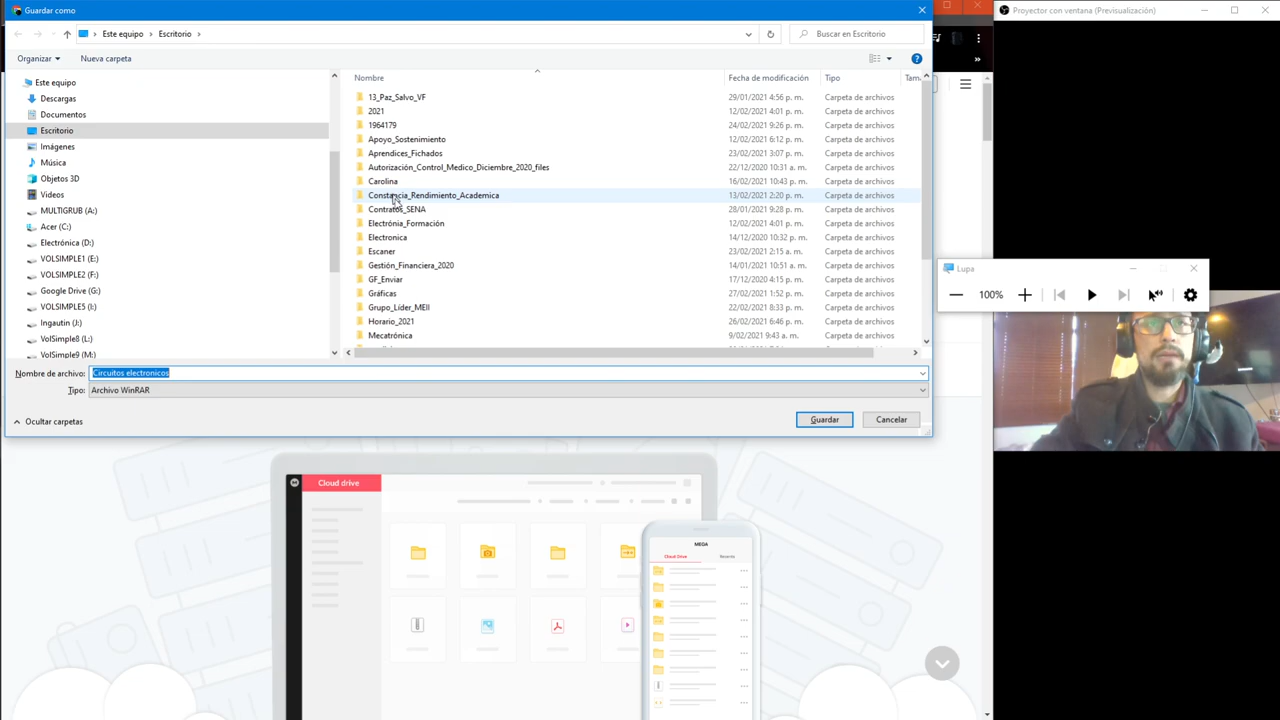 Guardar como
Proyector con ventana (Previsualización)
Este equipo
Escritorio
Buscar en Escritorio
Organizar
Nueva carpeta
Este equipo
Descargas
Documentos
Escritorio
Imágenes
Música
Objetos 3D
Videos
MULTIGRUB (A:)
Acer (C:)
Electrónica (D:)
VOLSIMPLE1 (E:)
VOLSIMPLE2 (F:)
Google Drive (G:)
VOLSIMPLE5 (I:)
Ingautin (J:)
VolSimple8 (L:)
VolSimple9 (M:)
Nombre Fecha de modificación Tipo Tama
13_Paz_Salvo_VF 29/01/2021 4:56 p. m. Carpeta de archivos
2021 12/02/2021 4:01 p. m. Carpeta de archivos
1964179 24/02/2021 9:26 p. m. Carpeta de archivos
Apoyo_Sostenimiento 12/02/2021 6:12 p. m. Carpeta de archivos
Aprendices_Fichados 23/02/2021 3:07 p. m. Carpeta de archivos
Autorización_Control_Medico_Diciembre_2020_files 22/12/2020 10:31 a. m. Carpeta de archivos
Carolina 16/02/2021 10:43 p. m. Carpeta de archivos
Constancia_Rendimiento_Academica 13/02/2021 2:20 p. m. Carpeta de archivos
Contratos_SENA 28/01/2021 9:28 p. m. Carpeta de archivos
Electrónia_Formación 12/02/2021 4:01 p. m. Carpeta de archivos
Electronica 14/12/2020 10:32 p. m. Carpeta de archivos
Escaner 23/02/2021 2:15 a. m. Carpeta de archivos
Gestión_Financiera_2020 14/01/2021 10:51 a. m. Carpeta de archivos
GF_Enviar 17/12/2020 4:15 p. m. Carpeta de archivos
Gráficas 27/02/2021 1:52 p. m. Carpeta de archivos
Grupo_Líder_MEII 22/02/2021 8:33 p. m. Carpeta de archivos
Horario_2021 26/02/2021 6:46 p. m. Carpeta de archivos
Mecatrónica 9/02/2021 9:43 a. m. Carpeta de archivos
Nombre de archivo: Circuitos electronicos
Tipo: Archivo WinRAR
Ocultar carpetas
Guardar
Cancelar
Lupa
100%
Cloud drive
MEGA
Cloud Drive
Recents